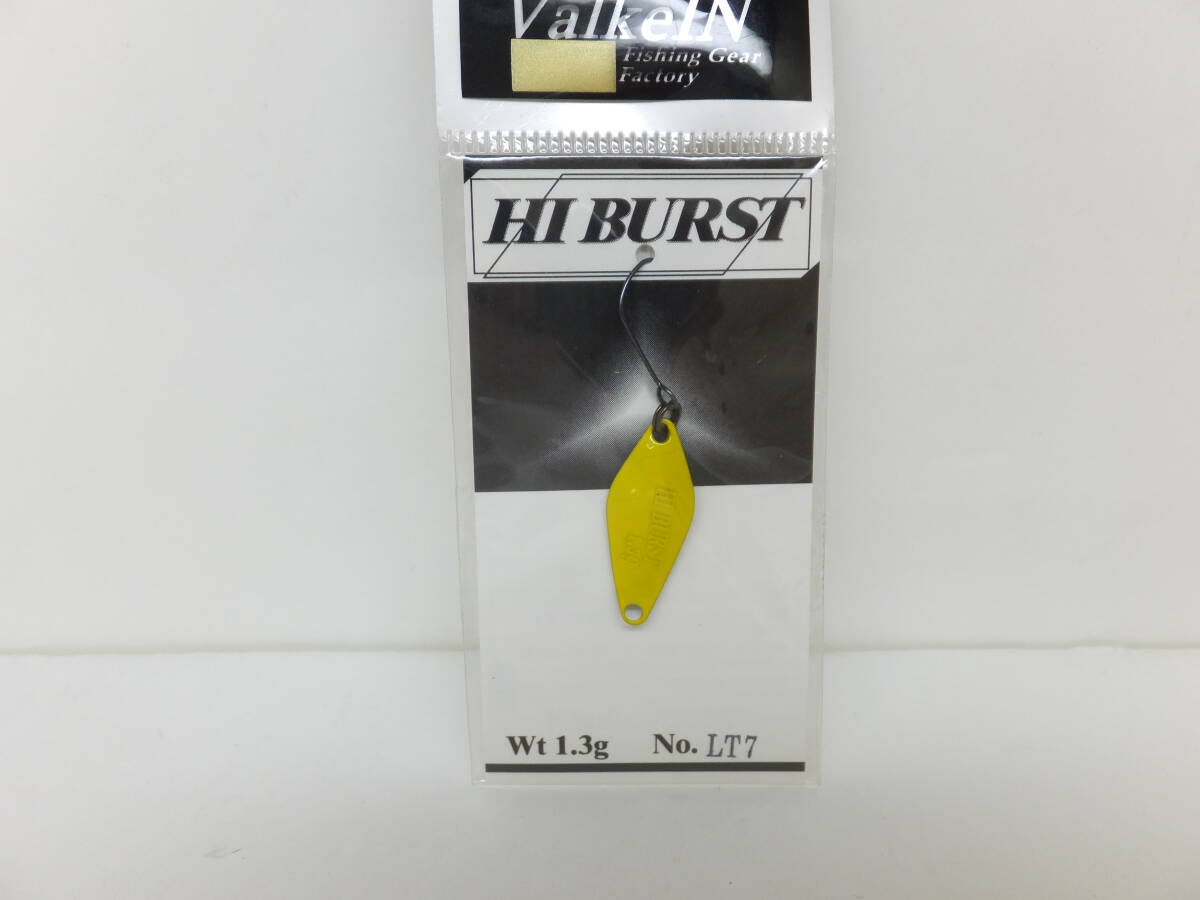 ValkeIN
Fishing Gear
Factory
HI BURST
HI BURST
Wt 1.3g No. LT7